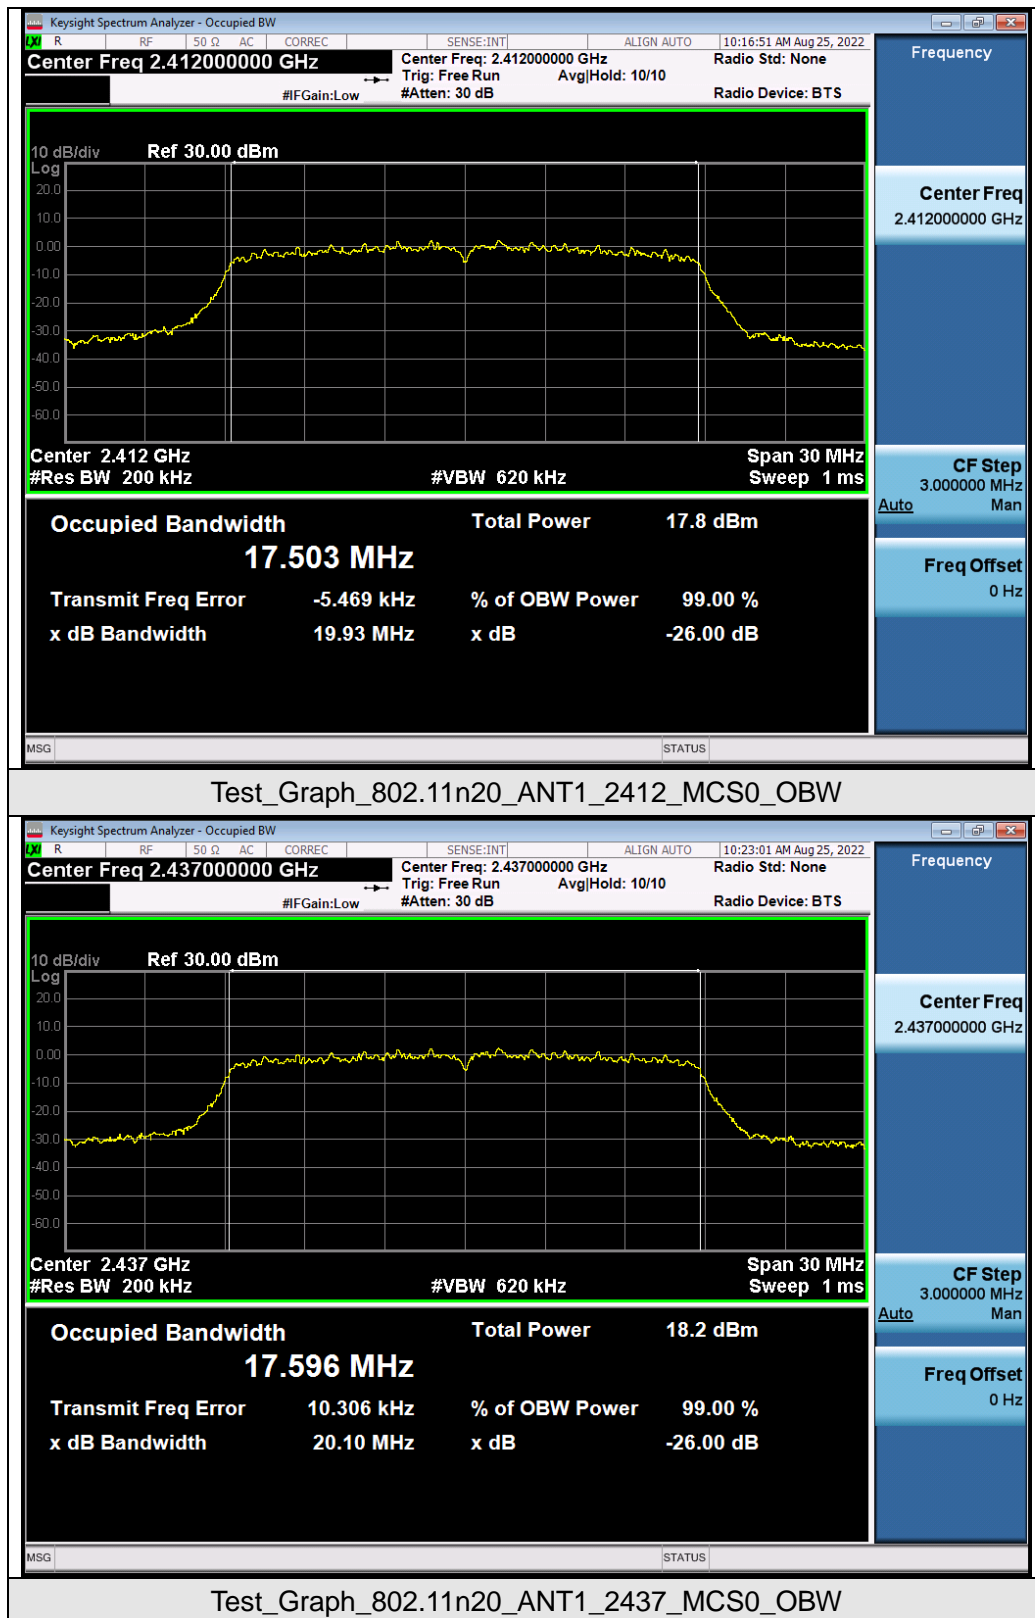 Keysight Spectrum Analyzer - Occupied BW
LXI R RF 50 Ω AC CORREC SENSE:INT ALIGN AUTO 10:16:51 AM Aug 25, 2022
Center Freq 2.412000000 GHz
Center Freq: 2.412000000 GHz
Radio Std: None
Trig: Free Run Avg|Hold: 10/10
#IFGain:Low
#Atten: 30 dB
Radio Device: BTS
Frequency
10 dB/div Ref 30.00 dBm
Log
20.0
10.0
0.00
-10.0
-20.0
-30.0
-40.0
-50.0
-60.0
Center Freq
2.412000000 GHz
Center 2.412 GHz
Span 30 MHz
#Res BW 200 kHz
#VBW 620 kHz
Sweep 1 ms
CF Step
3.000000 MHz
Auto Man
Freq Offset
0 Hz
Occupied Bandwidth
Total Power 17.8 dBm
17.503 MHz
Transmit Freq Error -5.469 kHz % of OBW Power 99.00 %
x dB Bandwidth 19.93 MHz x dB -26.00 dB
MSG STATUS
Test_Graph_802.11n20_ANT1_2412_MCS0_OBW
Keysight Spectrum Analyzer - Occupied BW
LXI R RF 50 Ω AC CORREC SENSE:INT ALIGN AUTO 10:23:01 AM Aug 25, 2022
Center Freq 2.437000000 GHz
Center Freq: 2.437000000 GHz
Radio Std: None
Trig: Free Run Avg|Hold: 10/10
#IFGain:Low
#Atten: 30 dB
Radio Device: BTS
Frequency
10 dB/div Ref 30.00 dBm
Log
20.0
10.0
0.00
-10.0
-20.0
-30.0
-40.0
-50.0
-60.0
Center Freq
2.437000000 GHz
Center 2.437 GHz
Span 30 MHz
#Res BW 200 kHz
#VBW 620 kHz
Sweep 1 ms
CF Step
3.000000 MHz
Auto Man
Freq Offset
0 Hz
Occupied Bandwidth
Total Power 18.2 dBm
17.596 MHz
Transmit Freq Error 10.306 kHz % of OBW Power 99.00 %
x dB Bandwidth 20.10 MHz x dB -26.00 dB
MSG STATUS
Test_Graph_802.11n20_ANT1_2437_MCS0_OBW